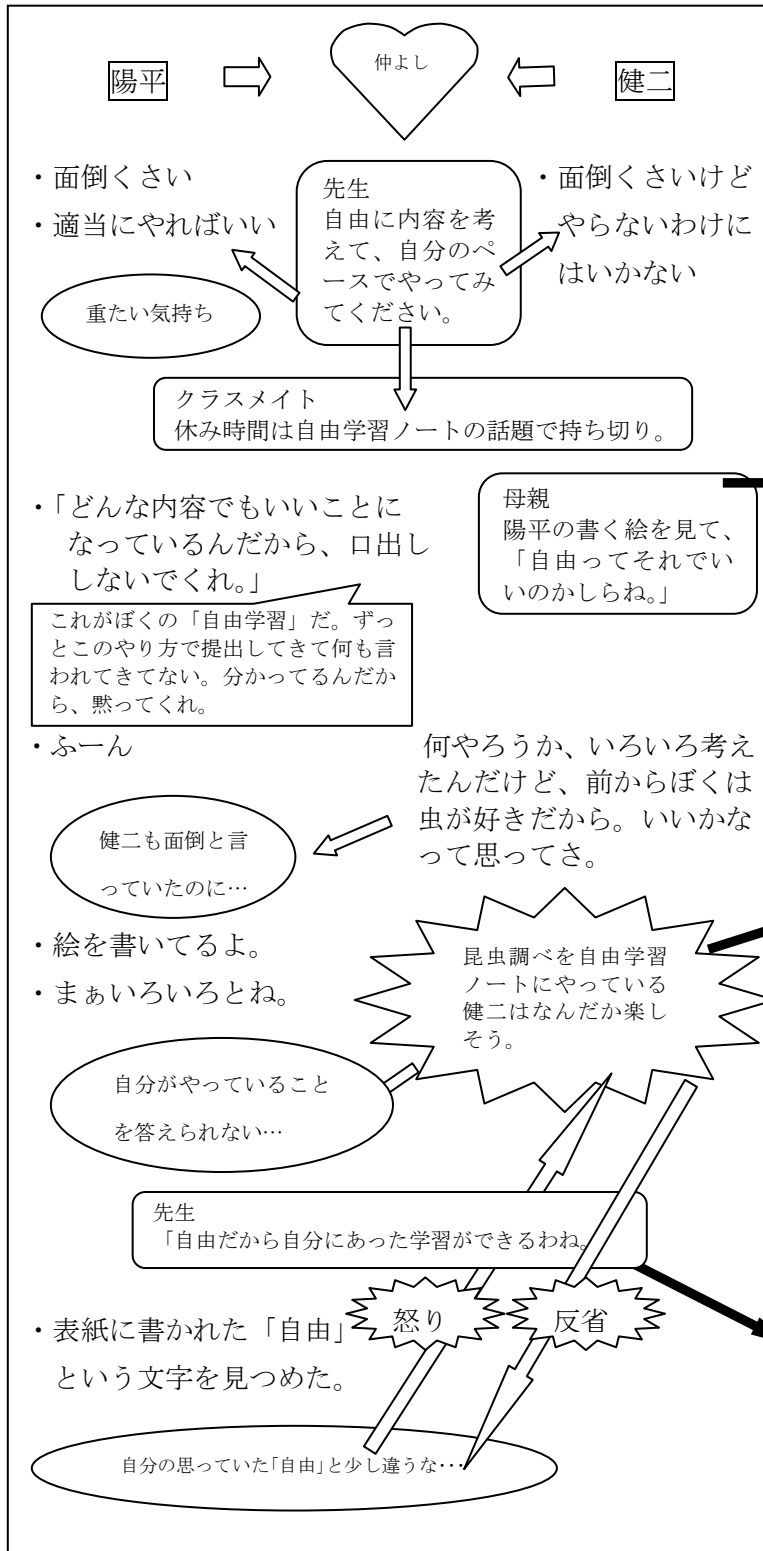 仲よし
陽平
健二
・面倒くさい
・適当にやればいい
重たい気持ち
先生
自由に内容を考
えて、自分のペ
ースでやってみ
てください。
・面倒くさいけど
やらないわけに
はいかない
クラスメイト
休み時間は自由学習ノートの話題で持ち切り。
・「どんな内容でもいいことに
なっているんだから、口出し
しないでくれ。」
母親
陽平の書く絵を見て、
「自由ってそれでい
いのかしらね。」
これがぼくの「自由学習」だ。ずっ
とこのやり方で提出してきて何も言
われてきてない。分かってるんだか
ら、黙ってくれ。
・ふーん
何やろうか、いろいろ考え
たんだけど、前からぼくは
虫が好きだから。いいかな
って思ってさ。
健二も面倒と言
っていたのに…
・絵を書いてるよ。
・まぁいろいろとね。
昆虫調べを自由学習
ノートにやっている
健二はなんだか楽し
そう。
自分がやっていること
を答えられない…
先生
「自由だから自分にあった学習ができるわね。
怒り
反省
・表紙に書かれた「自由」
という文字を見つめた。
自分の思っていた「自由」と少し違うな･･･